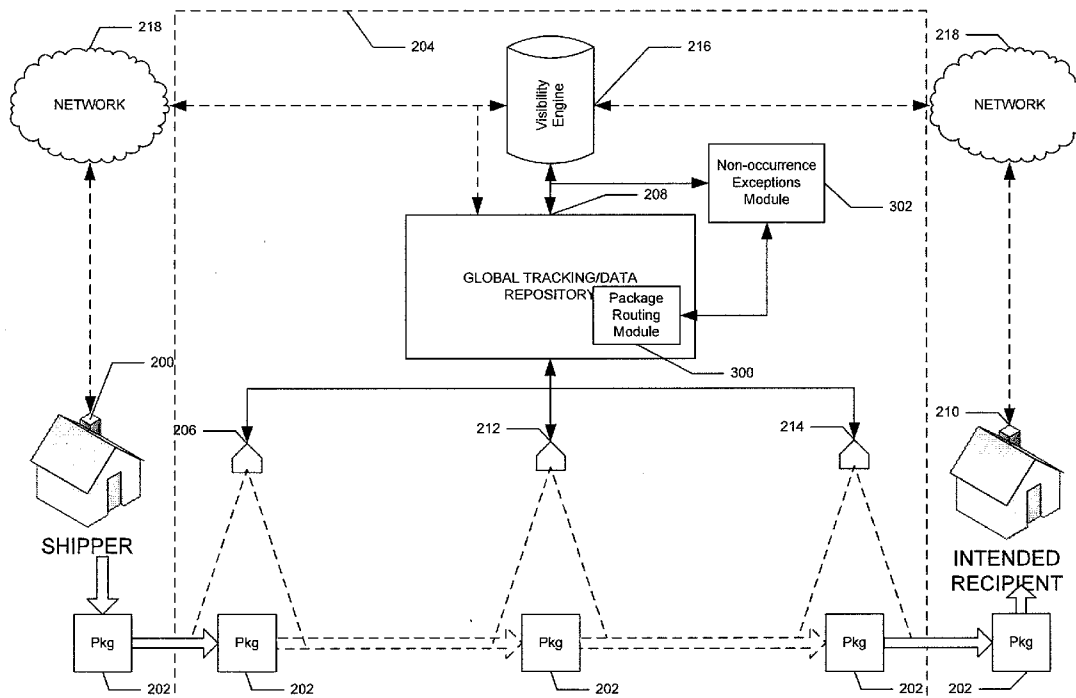 218
204
216
218
NETWORK
Visibility
Engine
NETWORK
Non-occurrence
Exceptions
Module
208
302
GLOBAL TRACKING/DATA
REPOSITORY
Package
Routing
Module
200
300
206
212
214
210
SHIPPER
INTENDED
RECIPIENT
Pkg
Pkg
Pkg
Pkg
Pkg
202
202
202
202
202